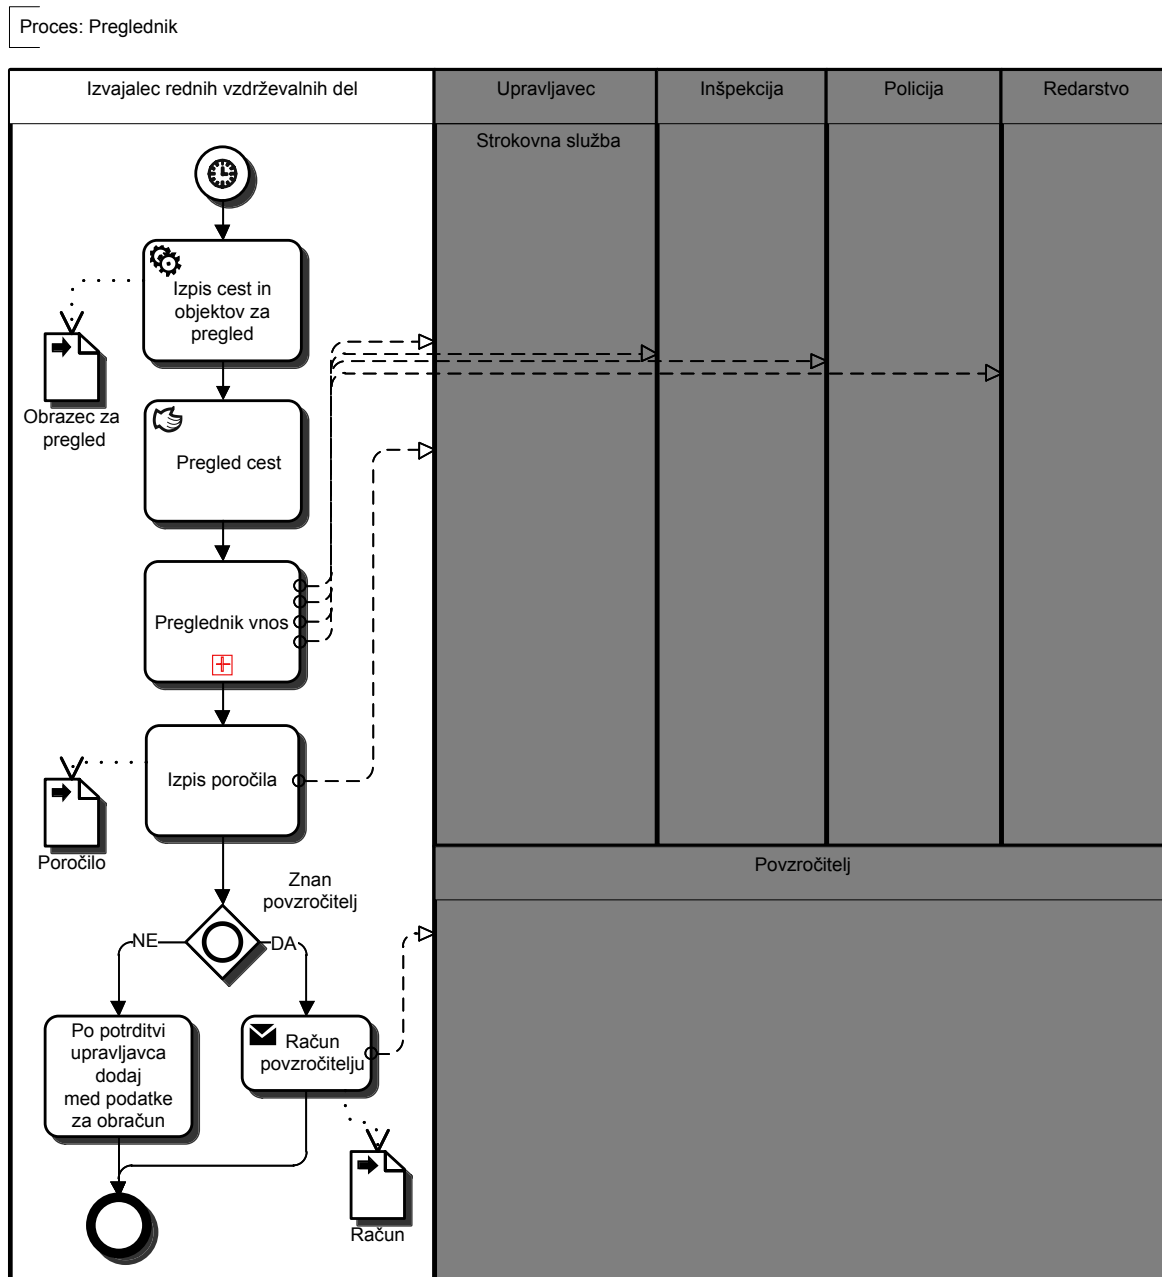 Proces: Preglednik
Izvajalec rednih vzdrževalnih del
Upravljavec
Inšpekcija
Policija
Redarstvo
Strokovna služba
Izpis cest in
objektov za
pregled
Obrazec za
pregled
Pregled cest
Preglednik vnos
Izpis poročila
Poročilo
Povzročitelj
Znan
povzročitelj
NE
DA
Po potrditvi
upravljavca
dodaj
med podatke
za obračun
Račun
povzročitelju
Račun